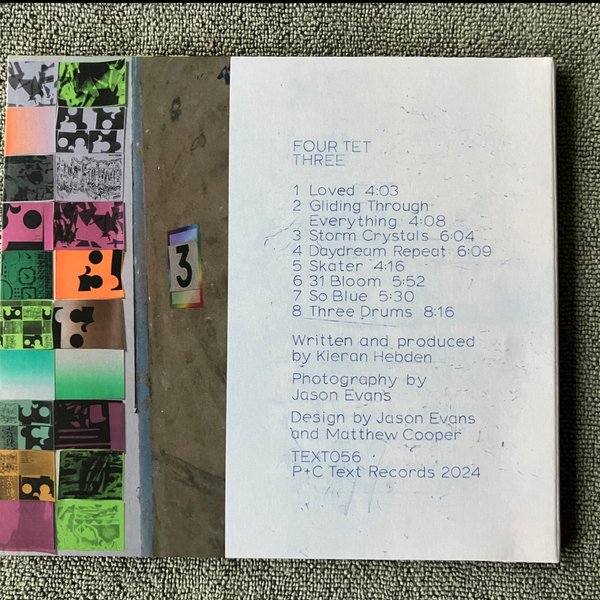 3
FOUR TET
THREE
1 Loved 4:03
2 Gliding Through
Everything 4:08
3 Storm Crystals 6:04
4 Daydream Repeat 6:09
5 Skater 4:16
6 31 Bloom 5:52
7 So Blue 5:30
8 Three Drums 8:16
Written and produced
by Kieran Hebden
Photography by
Jason Evans
Design by Jason Evans
and Matthew Cooper
TEXT056
P+C Text Records 2024